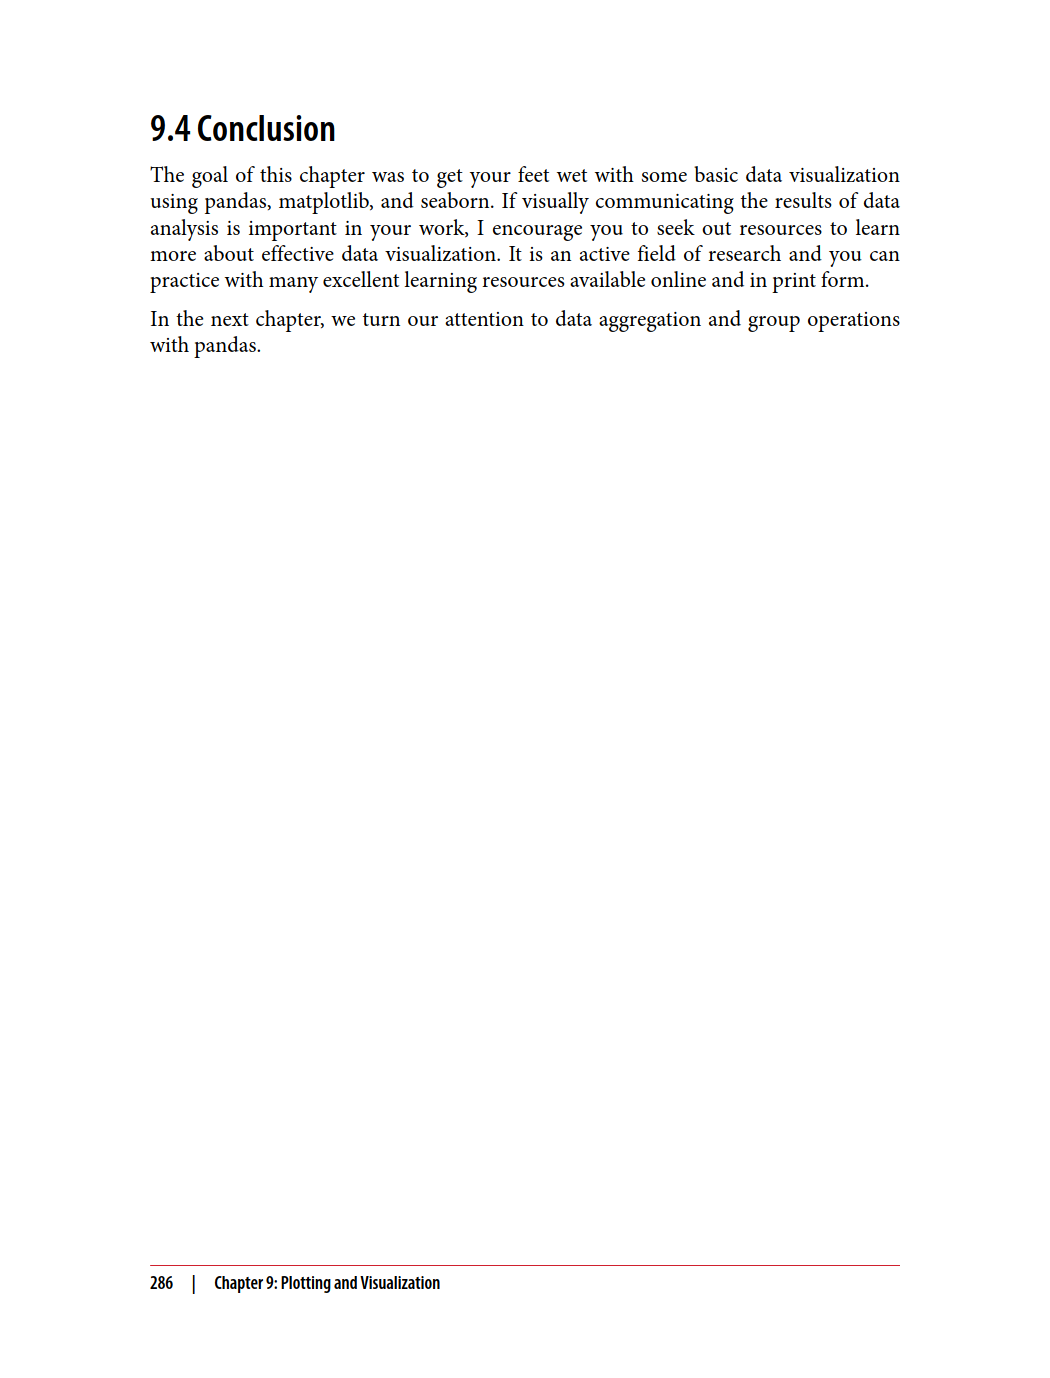 9.4 Conclusion
The goal of this chapter was to get your feet wet with some basic data visualization
using pandas, matplotlib, and seaborn. If visually communicating the results of data
analysis is important in your work, I encourage you to seek out resources to learn
more about effective data visualization. It is an active field of research and you can
practice with many excellent learning resources available online and in print form.
In the next chapter, we turn our attention to data aggregation and group operations
with pandas.
286 | Chapter 9: Plotting and Visualization